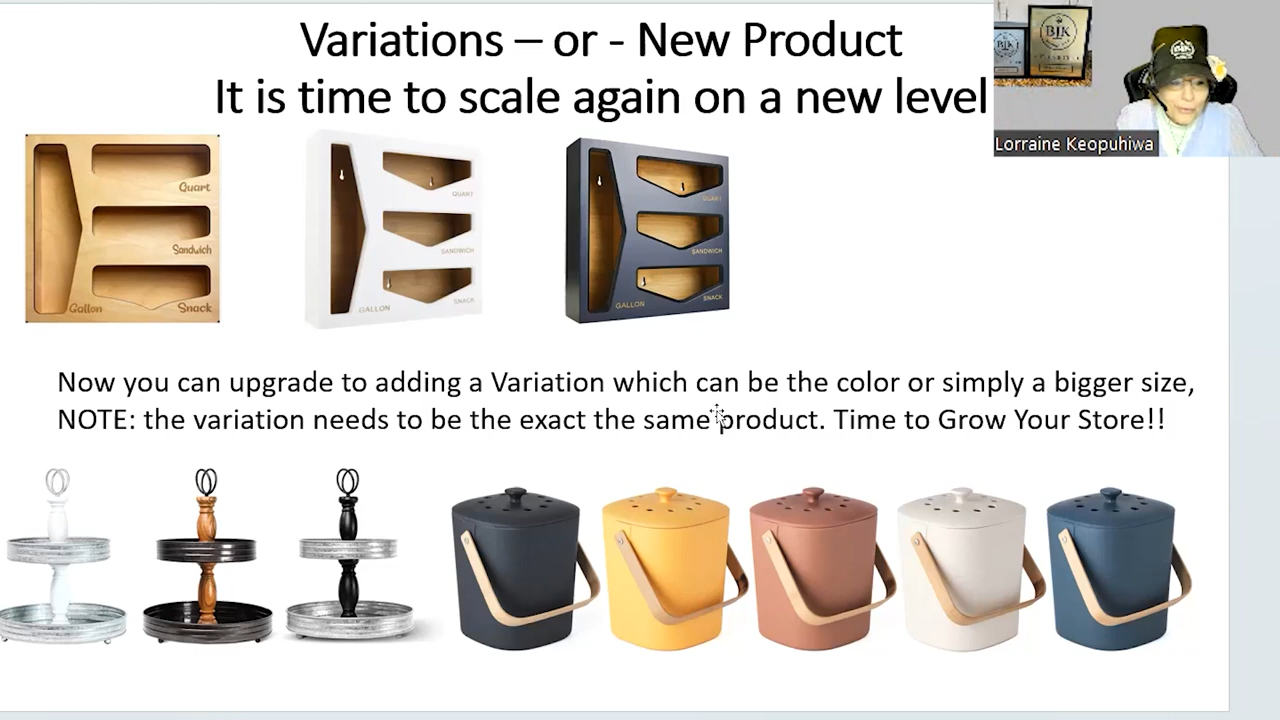 Variations – or - New Product
It is time to scale again on a new level
BJK
BJK
Lorraine Keopuhiwa
Quart
Sandwich
Gallon
Snack
QUART
SANDWICH
SNACK
GALLON
QUART
SANDWICH
GALLON
SNACK
Now you can upgrade to adding a Variation which can be the color or simply a bigger size,
NOTE: the variation needs to be the exact the same product. Time to Grow Your Store!!